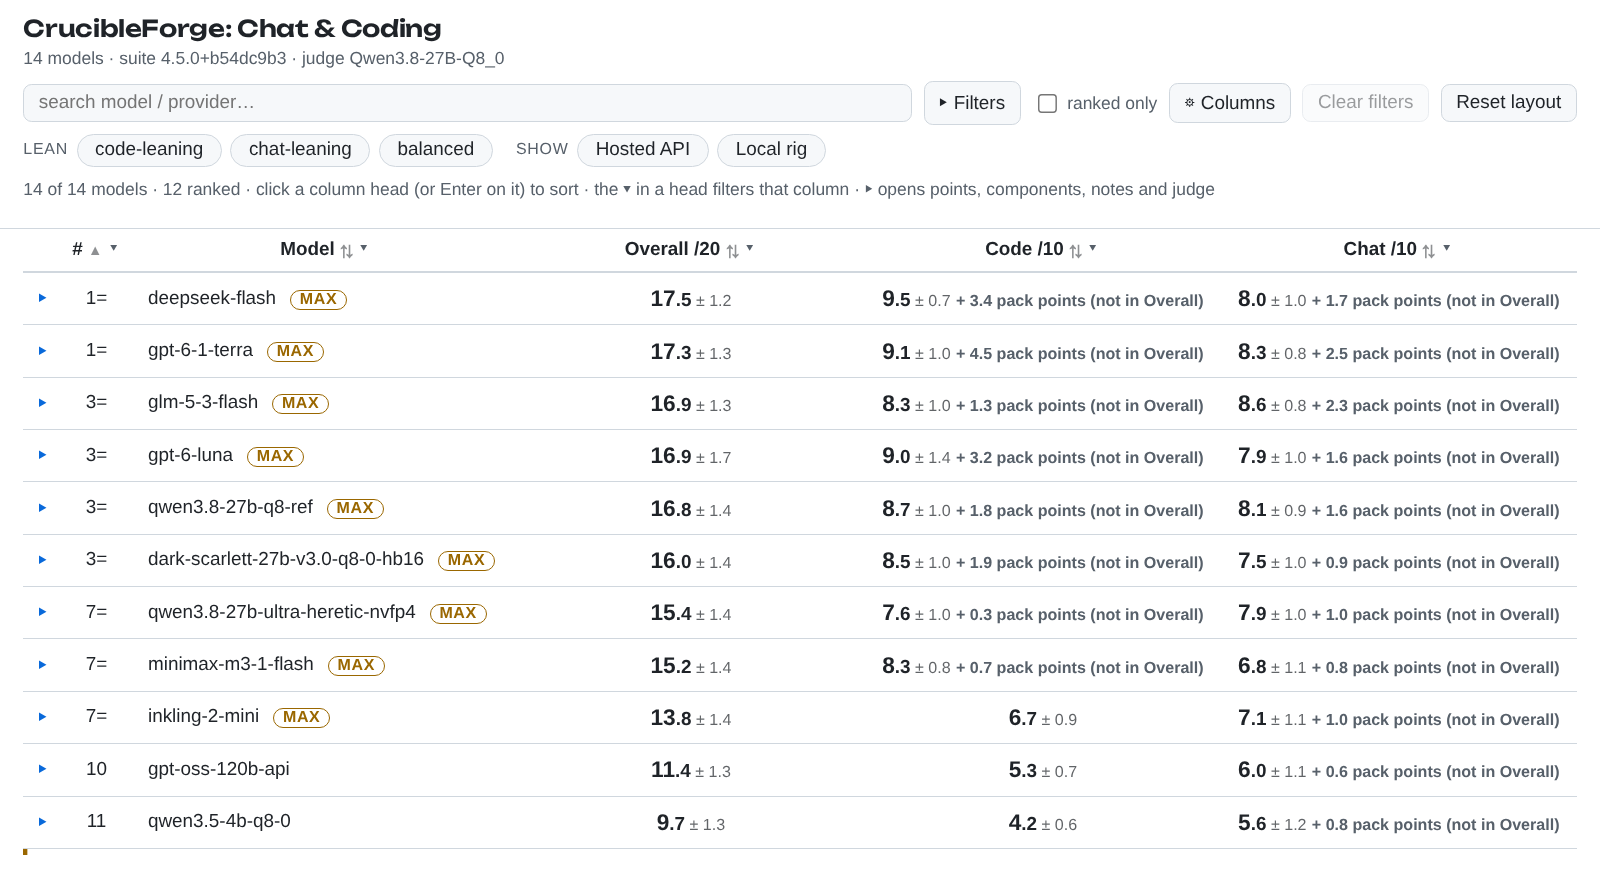 CrucibleForge: Chat & Coding
14 models · suite 4.5.0+b54dc9b3 · judge Qwen3.8-27B-Q8_0
search model / provider…
▸ Filters
ranked only
⚙ Columns
Clear filters
Reset layout
LEAN code-leaning chat-leaning balanced SHOW Hosted API Local rig
14 of 14 models · 12 ranked · click a column head (or Enter on it) to sort · the ▾ in a head filters that column · ▸ opens points, components, notes and judge
# ▲ ▾ Model ⇅ ▾ Overall /20 ⇅ ▾ Code /10 ⇅ ▾ Chat /10 ⇅ ▾
▸ 1= deepseek-flash MAX 17.5 ± 1.2 9.5 ± 0.7 + 3.4 pack points (not in Overall) 8.0 ± 1.0 + 1.7 pack points (not in Overall)
▸ 1= gpt-6-1-terra MAX 17.3 ± 1.3 9.1 ± 1.0 + 4.5 pack points (not in Overall) 8.3 ± 0.8 + 2.5 pack points (not in Overall)
▸ 3= glm-5-3-flash MAX 16.9 ± 1.3 8.3 ± 1.0 + 1.3 pack points (not in Overall) 8.6 ± 0.8 + 2.3 pack points (not in Overall)
▸ 3= gpt-6-luna MAX 16.9 ± 1.7 9.0 ± 1.4 + 3.2 pack points (not in Overall) 7.9 ± 1.0 + 1.6 pack points (not in Overall)
▸ 3= qwen3.8-27b-q8-ref MAX 16.8 ± 1.4 8.7 ± 1.0 + 1.8 pack points (not in Overall) 8.1 ± 0.9 + 1.6 pack points (not in Overall)
▸ 3= dark-scarlett-27b-v3.0-q8-0-hb16 MAX 16.0 ± 1.4 8.5 ± 1.0 + 1.9 pack points (not in Overall) 7.5 ± 1.0 + 0.9 pack points (not in Overall)
▸ 7= qwen3.8-27b-ultra-heretic-nvfp4 MAX 15.4 ± 1.4 7.6 ± 1.0 + 0.3 pack points (not in Overall) 7.9 ± 1.0 + 1.0 pack points (not in Overall)
▸ 7= minimax-m3-1-flash MAX 15.2 ± 1.4 8.3 ± 0.8 + 0.7 pack points (not in Overall) 6.8 ± 1.1 + 0.8 pack points (not in Overall)
▸ 7= inkling-2-mini MAX 13.8 ± 1.4 6.7 ± 0.9 7.1 ± 1.1 + 1.0 pack points (not in Overall)
▸ 10 gpt-oss-120b-api 11.4 ± 1.3 5.3 ± 0.7 6.0 ± 1.1 + 0.6 pack points (not in Overall)
▸ 11 qwen3.5-4b-q8-0 9.7 ± 1.3 4.2 ± 0.6 5.6 ± 1.2 + 0.8 pack points (not in Overall)